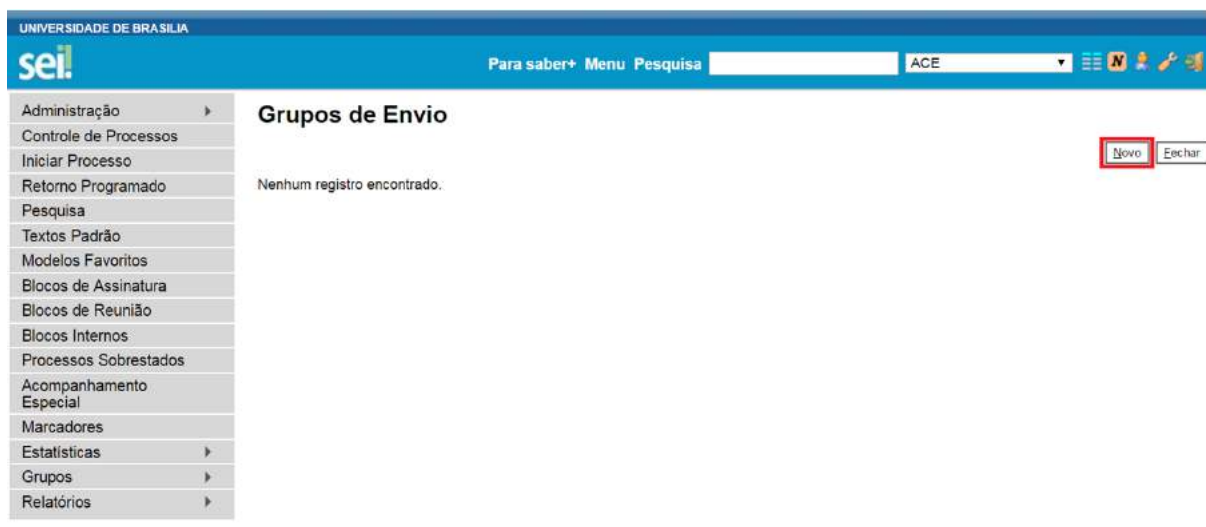 UNIVERSIDADE DE BRASILIA
sei!
Para saber+ Menu Pesquisa
ACE
N
Administração
Controle de Processos
Iniciar Processo
Retorno Programado
Pesquisa
Textos Padrão
Modelos Favoritos
Blocos de Assinatura
Blocos de Reunião
Blocos Internos
Processos Sobrestados
Acompanhamento
Especial
Marcadores
Estatísticas
Grupos
Relatórios
Grupos de Envio
Novo Fechar
Nenhum registro encontrado.